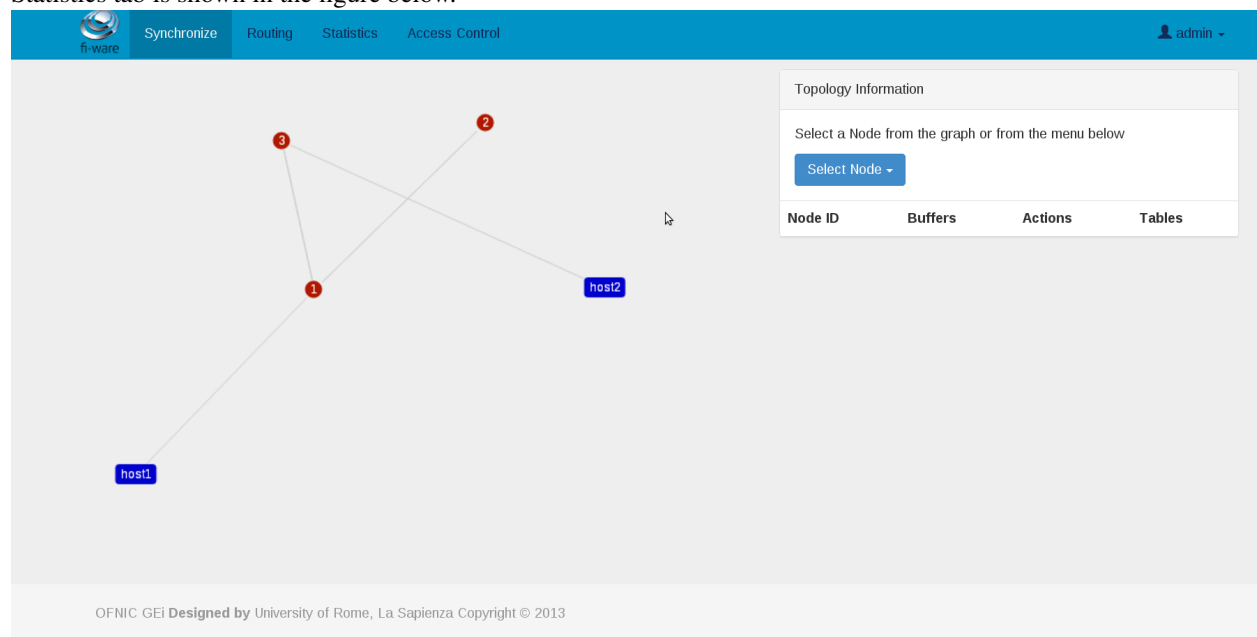 Statistics tab is shown in the figure below.
fi-ware Synchronize Routing Statistics Access Control admin
Topology Information
Select a Node from the graph or from the menu below
Select Node
Node ID Buffers Actions Tables
3
2
1
host2
host1
OFNIC GEi Designed by University of Rome, La Sapienza Copyright © 2013